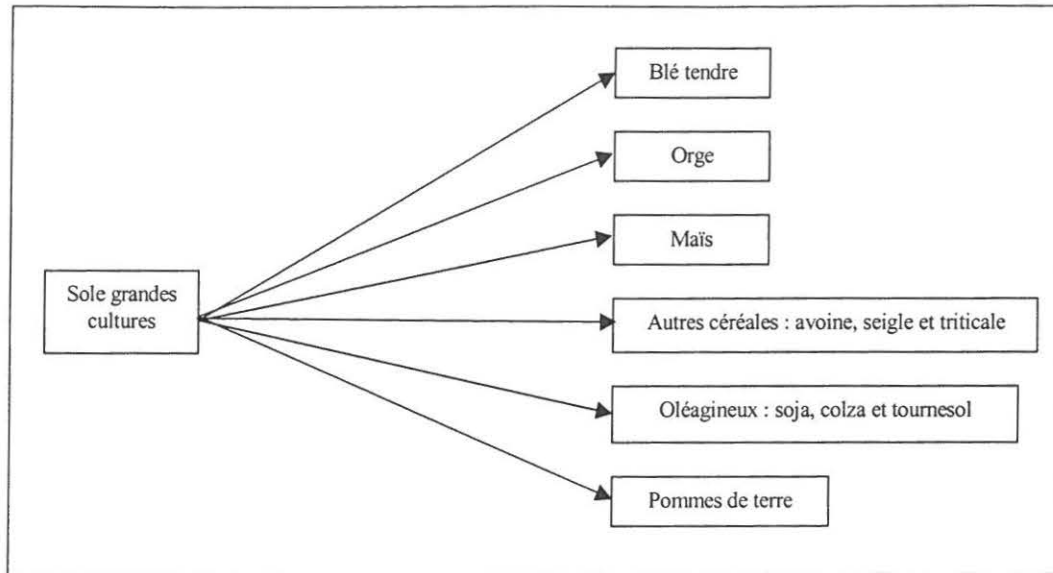 Blé tendre
Orge
Maïs
Sole grandes
cultures
Autres céréales : avoine, seigle et triticale
Oléagineux : soja, colza et tournesol
Pommes de terre